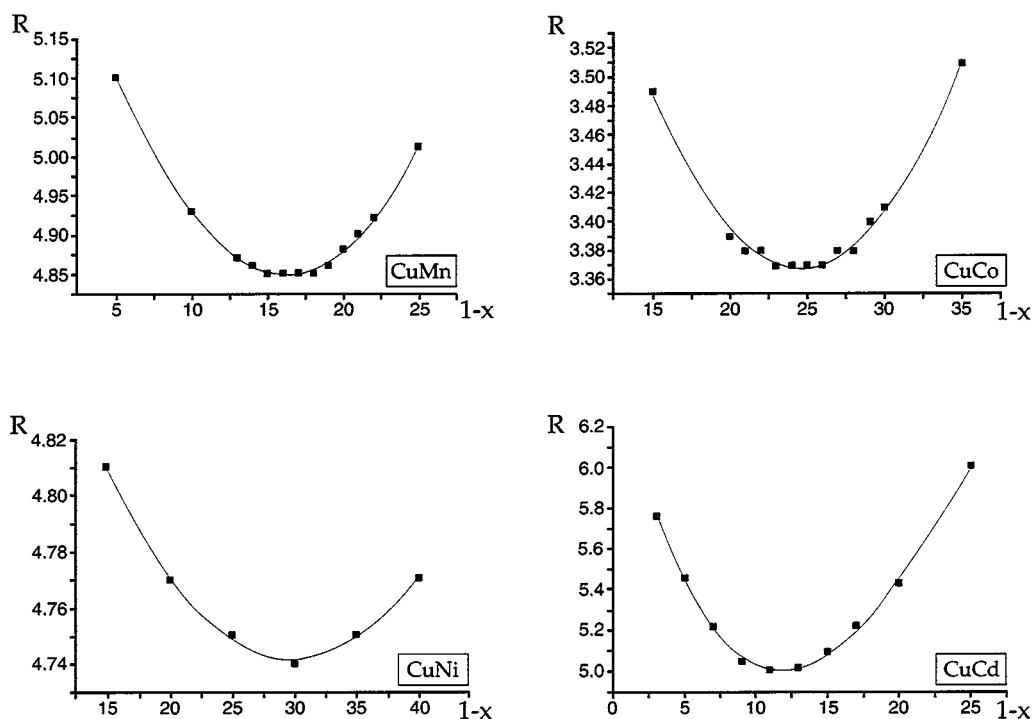 R
5.15
5.10
5.05
5.00
4.95
4.90
4.85
CuMn
5 10 15 20 25 1-x
R
3.52
3.50
3.48
3.46
3.44
3.42
3.40
3.38
3.36
CuCo
15 20 25 30 35 1-x
R
4.82
4.80
4.78
4.76
4.74
CuNi
15 20 25 30 35 40 1-x
R
6.2
6.0
5.8
5.6
5.4
5.2
5.0
CuCd
0 5 10 15 20 25 1-x